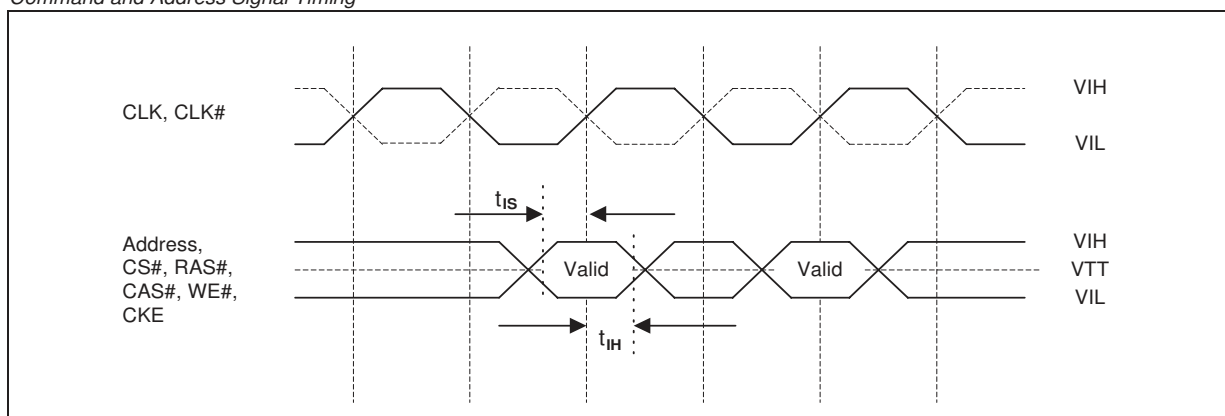 Command and Address Signal Timing
CLK, CLK#
VIH
VIL
tIS
Address,
CS#, RAS#,
CAS#, WE#,
CKE
Valid
Valid
VIH
VTT
VIL
tIH